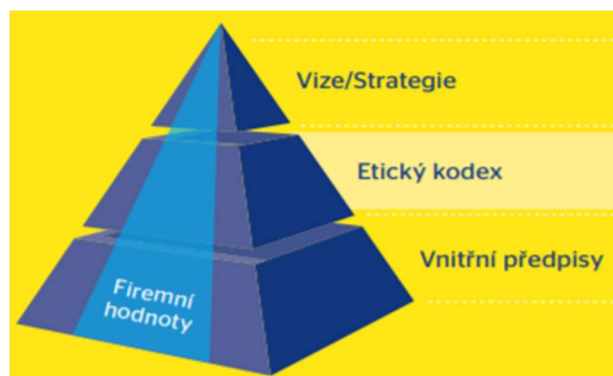 Vize/Strategie
Etický kodex
Vnitřní předpisy
Firemní
hodnoty